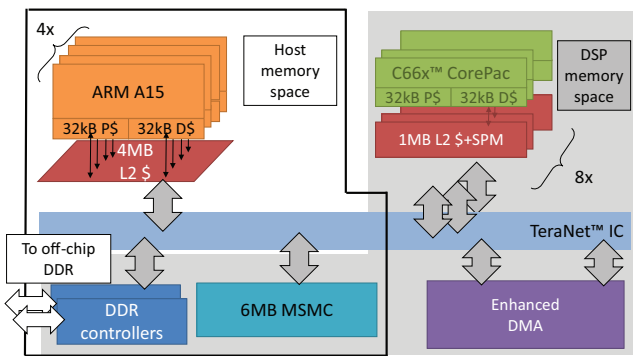 4x
ARM A15
32kB P$
32kB D$
4MB
L2 $
Host
memory
space
C66x™ CorePac
32kB P$
32kB D$
1MB L2 $+SPM
DSP
memory
space
8x
TeraNet™ IC
To off-chip
DDR
DDR
controllers
6MB MSMC
Enhanced
DMA